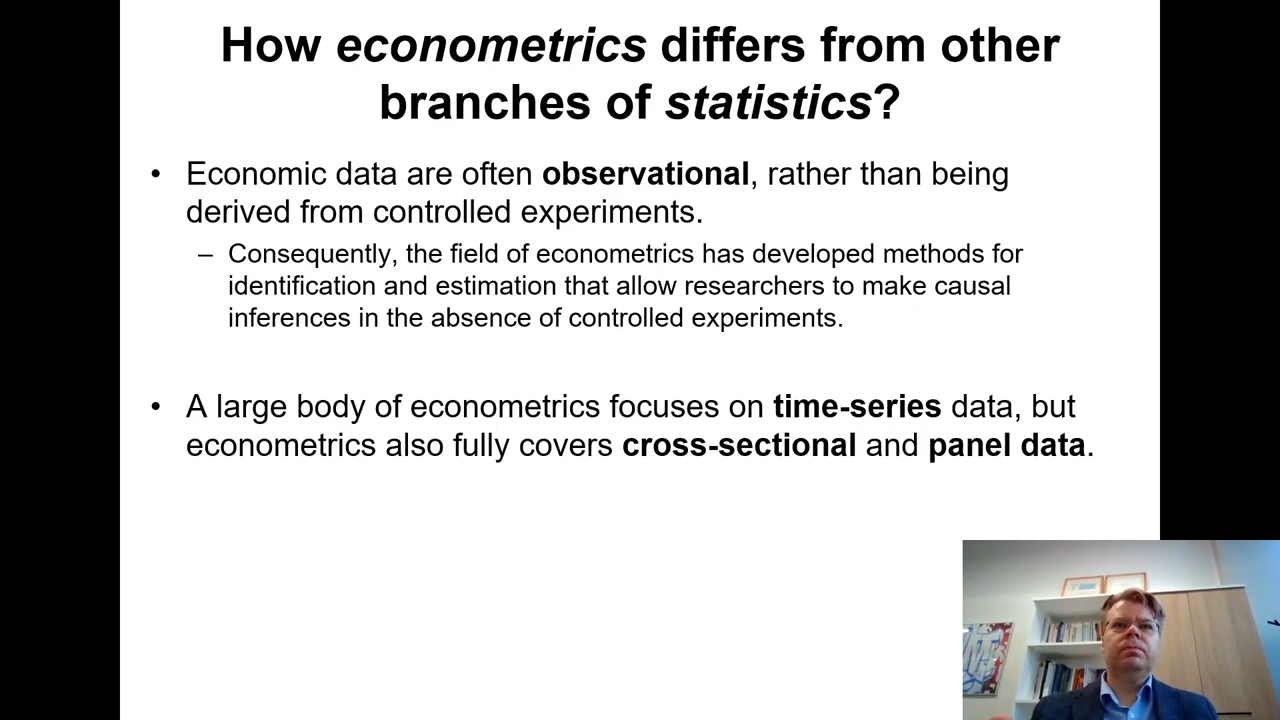 How econometrics differs from other
branches of statistics?
• Economic data are often observational, rather than being
derived from controlled experiments.
– Consequently, the field of econometrics has developed methods for
identification and estimation that allow researchers to make causal
inferences in the absence of controlled experiments.
• A large body of econometrics focuses on time-series data, but
econometrics also fully covers cross-sectional and panel data.